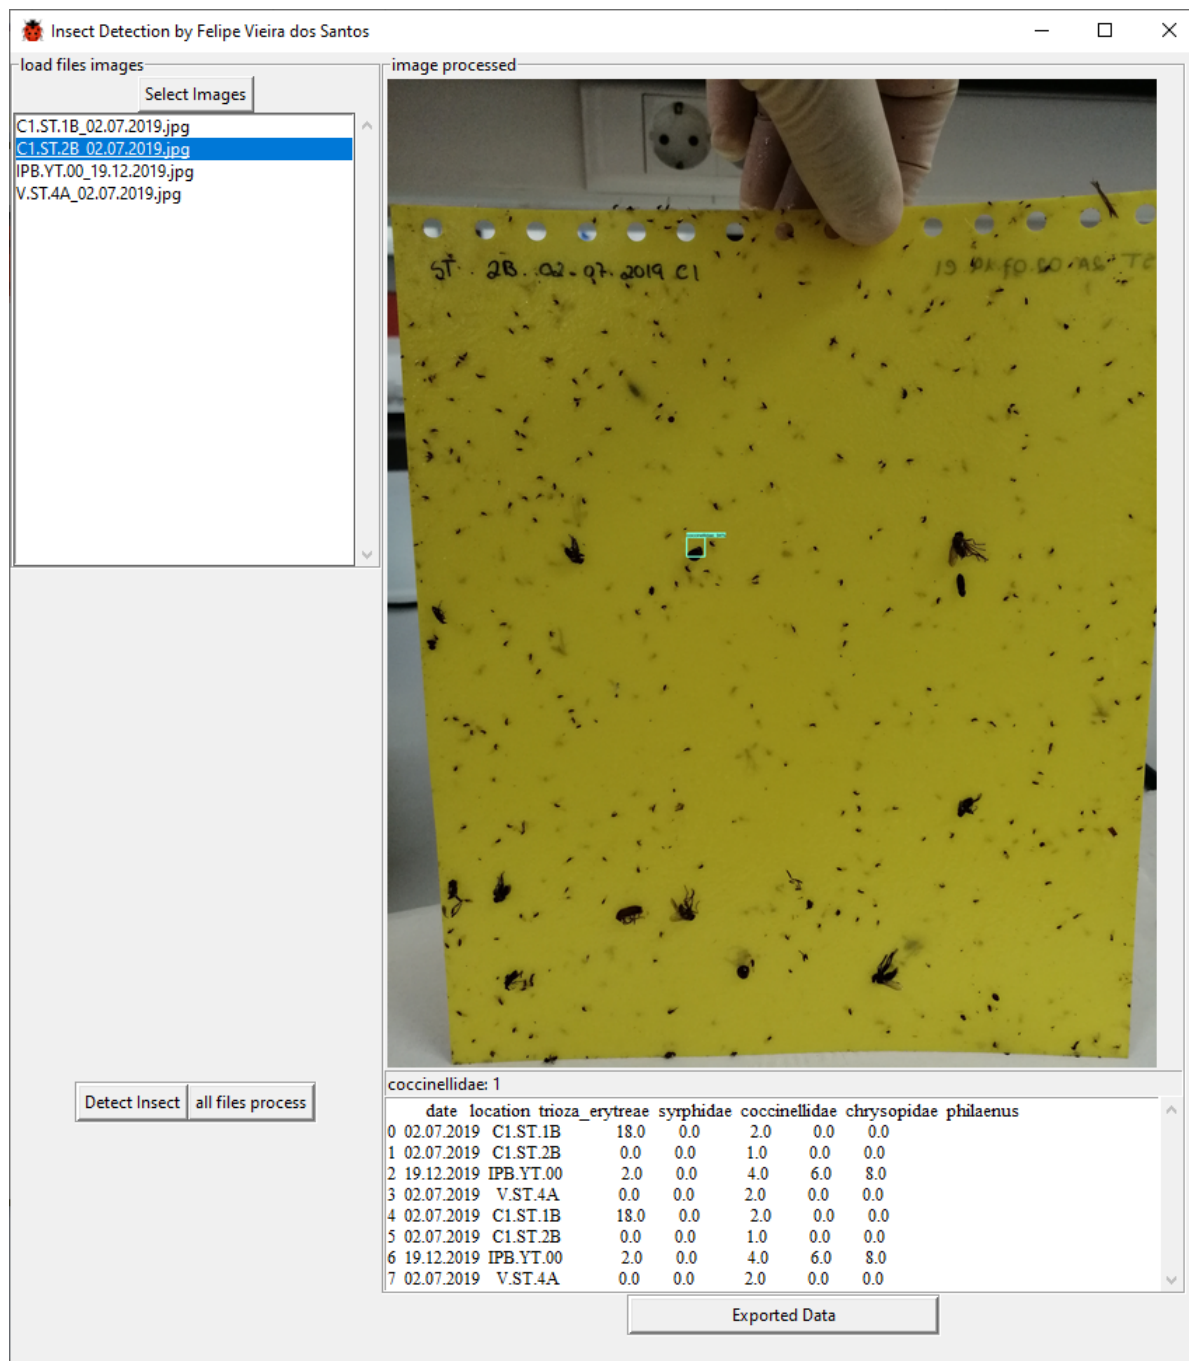 Insect Detection by Felipe Vieira dos Santos
load files images
Select Images
C1.ST.1B_02.07.2019.jpg
C1.ST.2B_02.07.2019.jpg
IPB.YT.00_19.12.2019.jpg
V.ST.4A_02.07.2019.jpg
Detect Insect
all files process
image processed
ST. 2B. 02.07.2019 C1
coccinellidae: 1
date location trioza_erytreae syrphidae coccinellidae chrysopidae philaenus
0 02.07.2019 C1.ST.1B 18.0 0.0 2.0 0.0 0.0
1 02.07.2019 C1.ST.2B 0.0 0.0 1.0 0.0 0.0
2 19.12.2019 IPB.YT.00 2.0 0.0 4.0 6.0 8.0
3 02.07.2019 V.ST.4A 0.0 0.0 2.0 0.0 0.0
4 02.07.2019 C1.ST.1B 18.0 0.0 2.0 0.0 0.0
5 02.07.2019 C1.ST.2B 0.0 0.0 1.0 0.0 0.0
6 19.12.2019 IPB.YT.00 2.0 0.0 4.0 6.0 8.0
7 02.07.2019 V.ST.4A 0.0 0.0 2.0 0.0 0.0
Exported Data